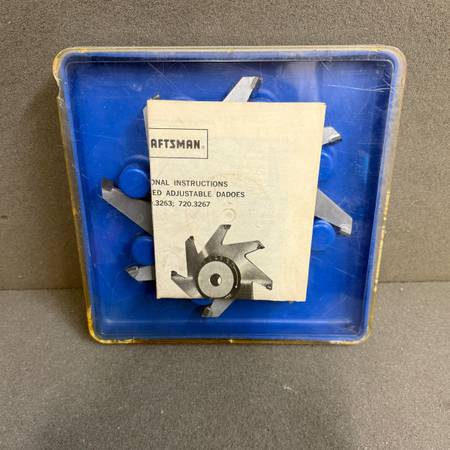 AFTSMAN®
ONAL INSTRUCTIONS
ED ADJUSTABLE DADOES
.3263; 720.3267